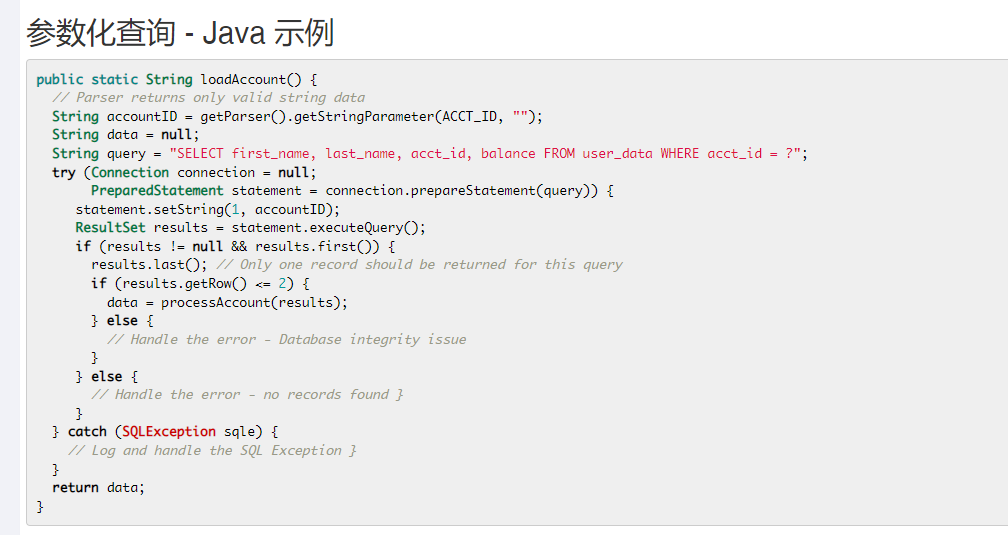 参数化查询 - Java 示例
public static String loadAccount() {
  // Parser returns only valid string data
  String accountID = getParser().getStringParameter(ACCT_ID, "");
  String data = null;
  String query = "SELECT first_name, last_name, acct_id, balance FROM user_data WHERE acct_id = ?";
  try (Connection connection = null;
       PreparedStatement statement = connection.prepareStatement(query)) {
     statement.setString(1, accountID);
     ResultSet results = statement.executeQuery();
     if (results != null && results.first()) {
       results.last(); // Only one record should be returned for this query
       if (results.getRow() <= 2) {
         data = processAccount(results);
       } else {
         // Handle the error - Database integrity issue
       }
     } else {
       // Handle the error - no records found }
     }
  } catch (SQLException sqle) {
    // Log and handle the SQL Exception }
  }
  return data;
}